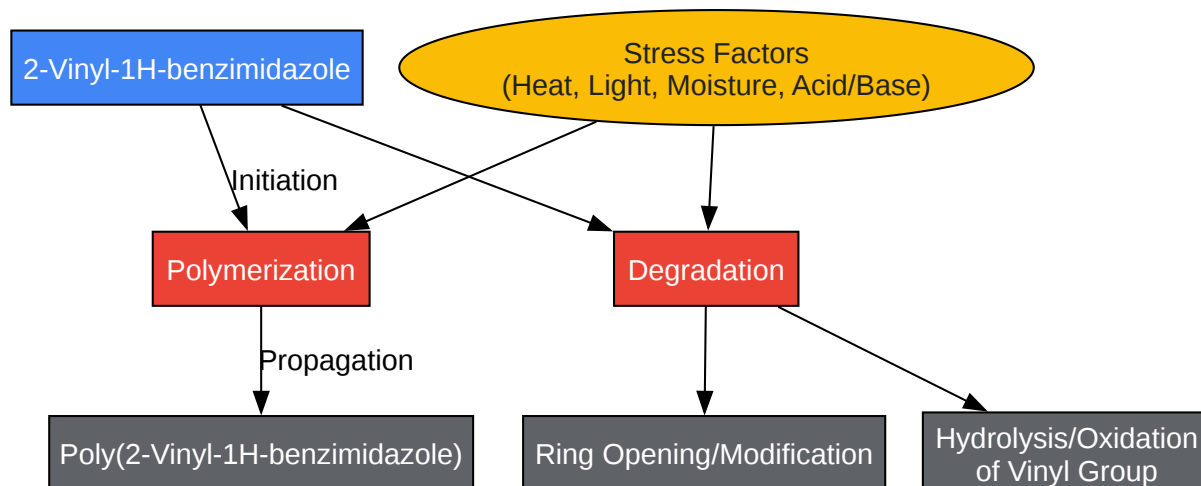 2-Vinyl-1H-benzimidazole
Stress Factors
(Heat, Light, Moisture, Acid/Base)
Initiation
Polymerization
Degradation
Propagation
Poly(2-Vinyl-1H-benzimidazole)
Ring Opening/Modification
Hydrolysis/Oxidation
of Vinyl Group